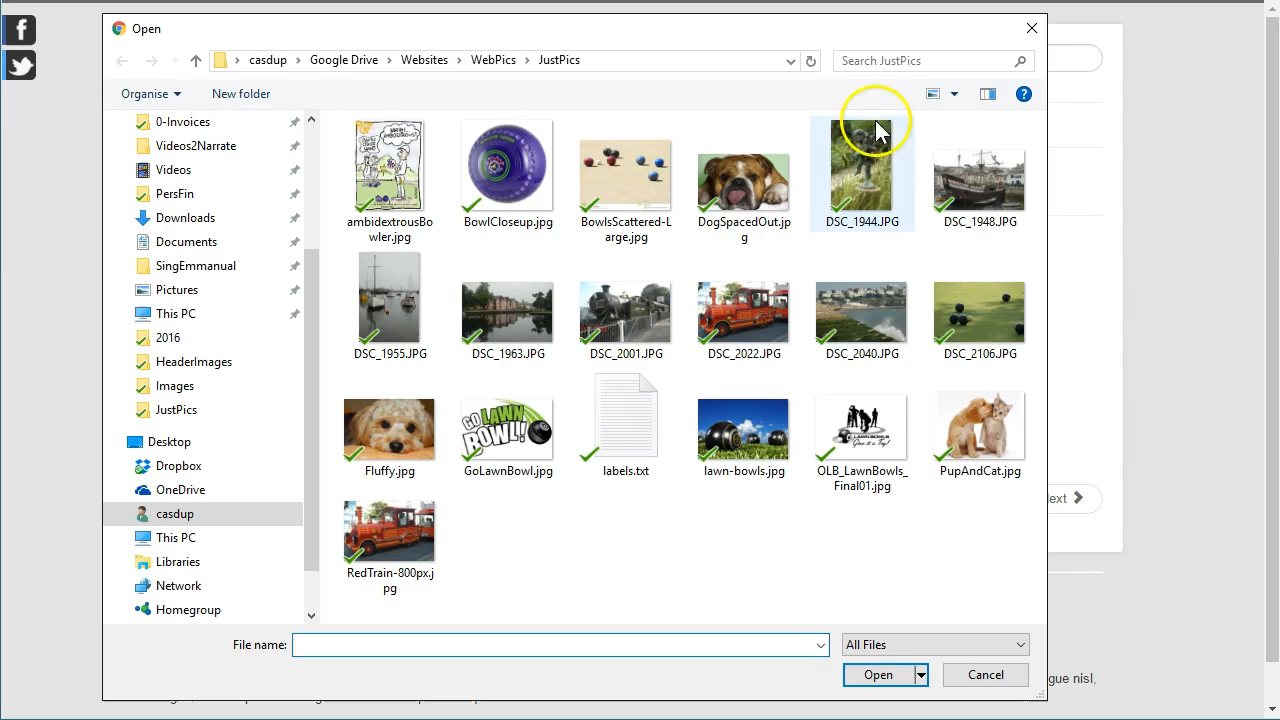 f
Open
casdup > Google Drive > Websites > WebPics > JustPics
Search JustPics
Organise
New folder
?
0-Invoices
Videos2Narrate
Videos
PersFin
Downloads
Documents
SingEmmanual
Pictures
This PC
2016
HeaderImages
Images
JustPics
Desktop
Dropbox
OneDrive
casdup
This PC
Libraries
Network
Homegroup
ambidextrousBo
wler.jpg
BowlCloseup.jpg
BowlsScattered-L
arge.jpg
DogSpacedOut.jp
g
DSC_1944.JPG
DSC_1948.JPG
DSC_1955.JPG
DSC_1963.JPG
DSC_2001.JPG
DSC_2022.JPG
DSC_2040.JPG
DSC_2106.JPG
GO LAWN
BOWL!
Fluffy.jpg
GoLawnBowl.jpg
labels.txt
lawn-bowls.jpg
OLB_LawnBowls_
Final01.jpg
PupAndCat.jpg
RedTrain-800px.j
pg
ext
File name:
All Files
Open
Cancel
gue nisl,